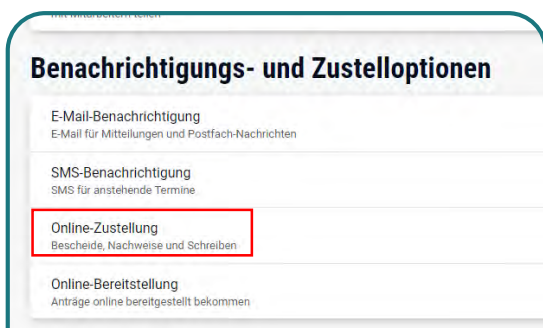 Benachrichtigungs- und Zustelloptionen
E-Mail-Benachrichtigung
E-Mail für Mitteilungen und Postfach-Nachrichten
SMS-Benachrichtigung
SMS für anstehende Termine
Online-Zustellung
Bescheide, Nachweise und Schreiben
Online-Bereitstellung
Anträge online bereitgestellt bekommen